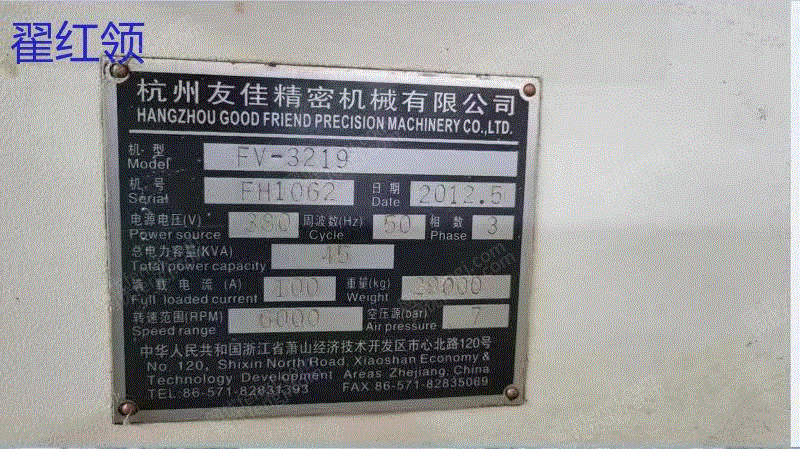 翟红领
杭州友佳精密机械有限公司
HANGZHOU GOOD FRIEND PRECISION MACHINERY CO.,LTD.
机 型 Model FV-3219
机 号 Serial FH1062 日 期 Date 2012.5
电源电压(V) Power source 380 周波数(Hz) Cycle 50 相 数 Phase 3
总电力容量(KVA) Total power capacity 45
满 载 电 流 (A) Full loaded current 100 重量(kg) Weight 20000
转速范围(RPM) Speed range 6000 空压源(bar) Air pressure 7
中华人民共和国浙江省萧山经济技术开发区市心北路120号
No. 120, Shixin North Road, Xiaoshan Economy &
Technology Development Areas, Zhejiang, China
TEL:86-571-82831393 FAX:86-571-82835069